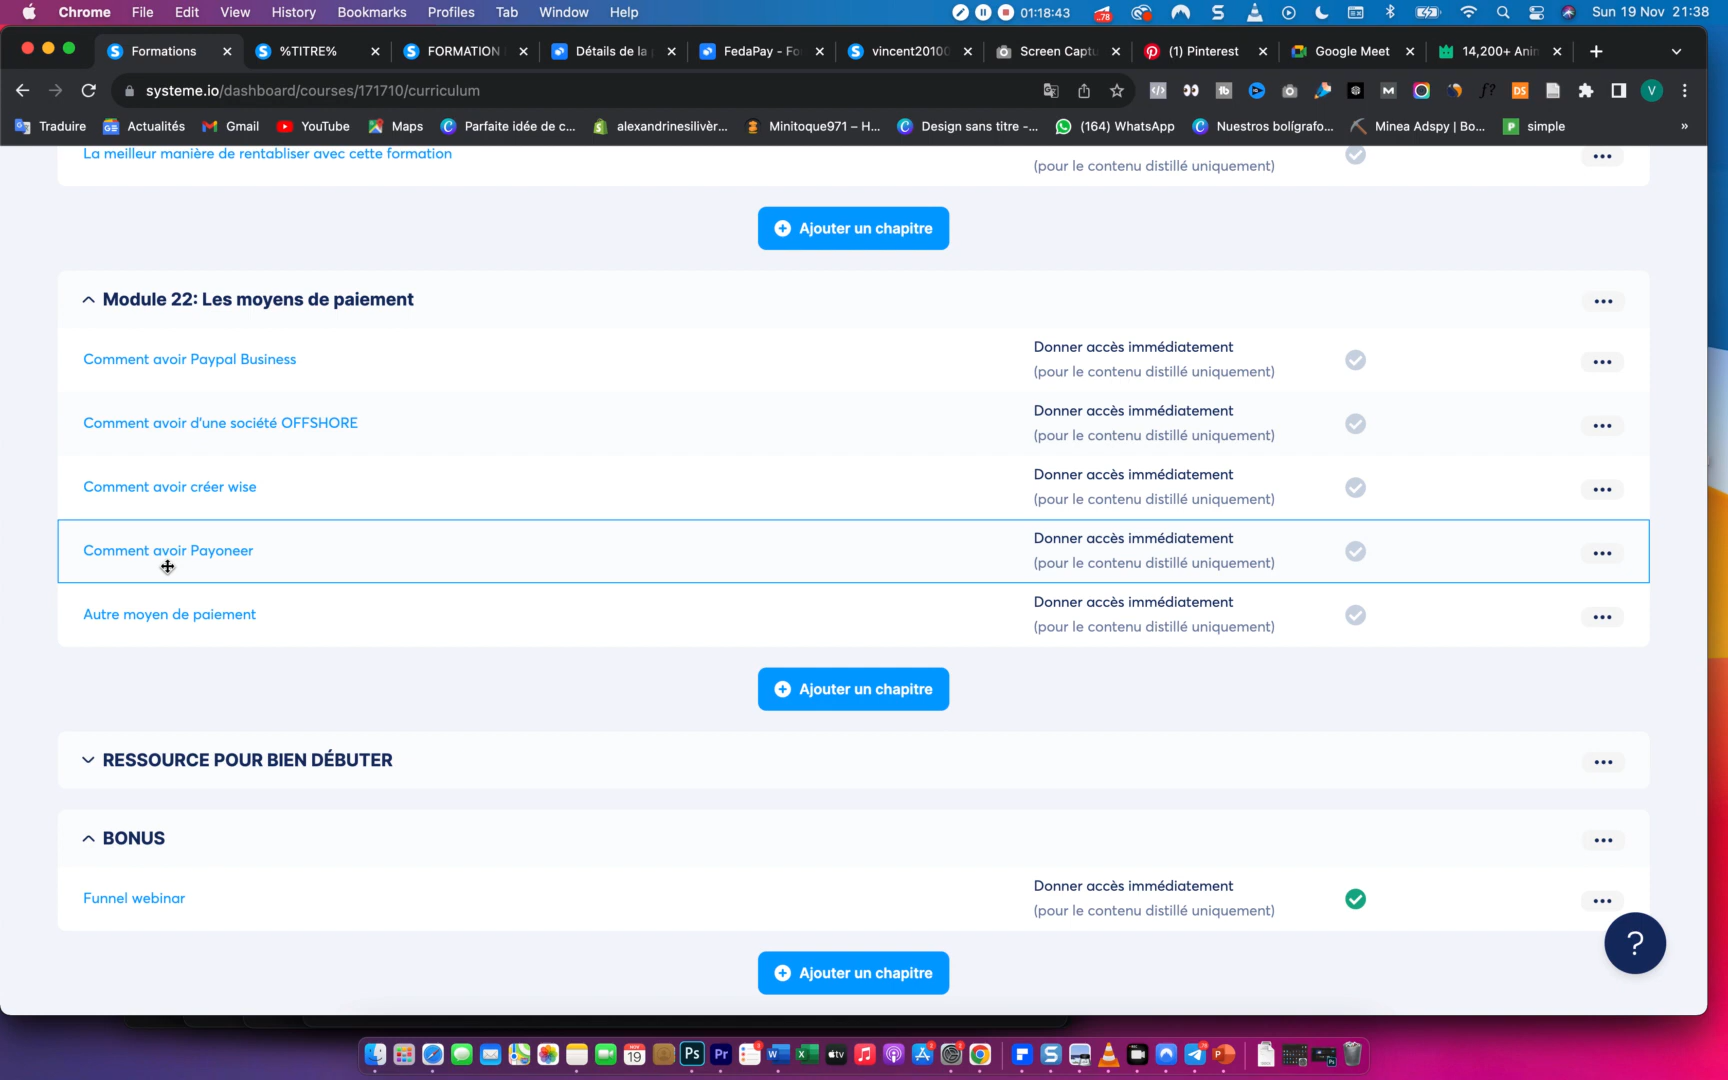 Chrome File Edit View History Bookmarks Profiles Tab Window Help 01:18:43 Sun 19 Nov 21:38
Formations %TITRE% FORMATION Détails de la FedaPay - Fo vincent2010 Screen Captu (1) Pinterest Google Meet 14,200+ Ani
systeme.io/dashboard/courses/171710/curriculum
Traduire Actualités Gmail YouTube Maps Parfaite idée de c... alexandrinesilivèr... Minitoque971 – H... Design sans titre -... (164) WhatsApp Nuestros bolígrafo... Minea Adspy | Bo... simple »
La meilleur manière de rentabliser avec cette formation
(pour le contenu distillé uniquement)
Ajouter un chapitre
Module 22: Les moyens de paiement
Comment avoir Paypal Business
Donner accès immédiatement
(pour le contenu distillé uniquement)
Comment avoir d'une société OFFSHORE
Donner accès immédiatement
(pour le contenu distillé uniquement)
Comment avoir créer wise
Donner accès immédiatement
(pour le contenu distillé uniquement)
Comment avoir Payoneer
Donner accès immédiatement
(pour le contenu distillé uniquement)
Autre moyen de paiement
Donner accès immédiatement
(pour le contenu distillé uniquement)
Ajouter un chapitre
RESSOURCE POUR BIEN DÉBUTER
BONUS
Funnel webinar
Donner accès immédiatement
(pour le contenu distillé uniquement)
?
Ajouter un chapitre